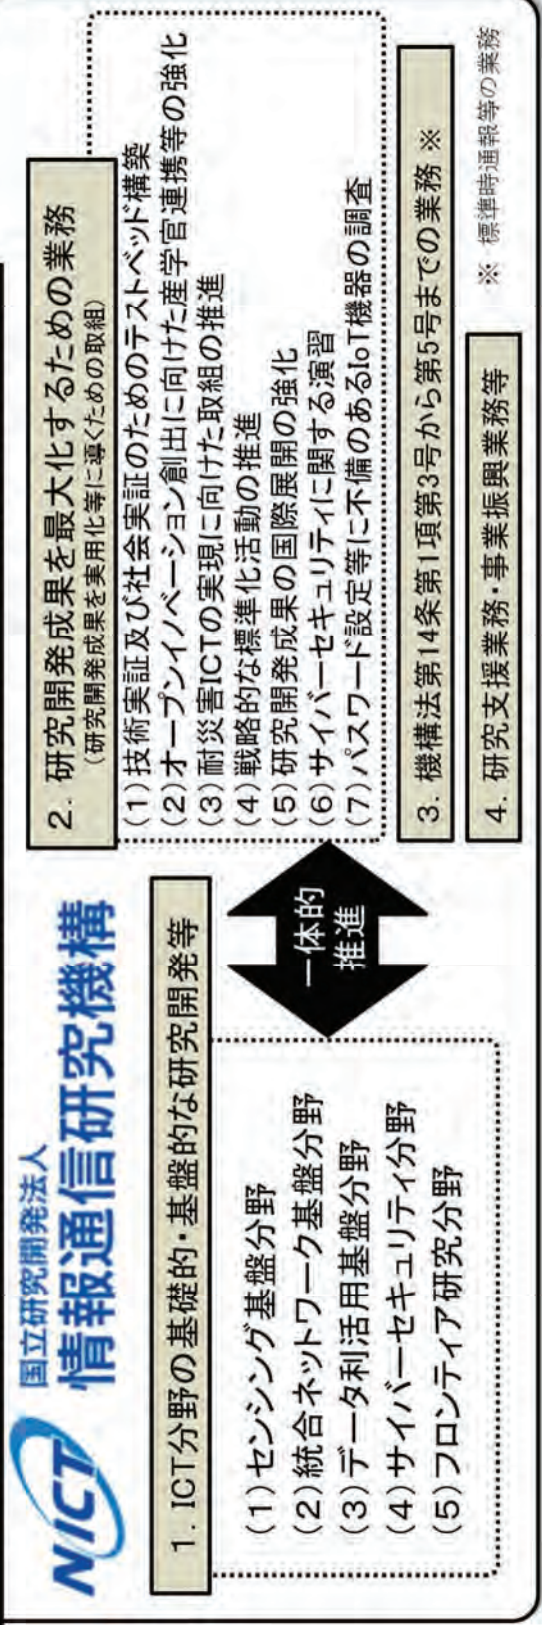 NICT
国立研究開発法人
情報通信研究機構
1. ICT分野の基礎的・基盤的な研究開発等
(1)センシング基盤分野
(2)統合ネットワーク基盤分野
(3)データ利活用基盤分野
(4)サイバーセキュリティ分野
(5)フロンティア研究分野
一体的
推進
2. 研究開発成果を最大化するための業務
(研究開発成果を実用化等に導くための取組)
(1)技術実証及び社会実証のためのテストベッド構築
(2)オープンイノベーション創出に向けた産学官連携等の強化
(3)耐災害ICTの実現に向けた取組の推進
(4)戦略的な標準化活動の推進
(5)研究開発成果の国際展開の強化
(6)サイバーセキュリティに関する演習
(7)パスワード設定等に不備のあるIoT機器の調査
3. 機構法第14条第1項第3号から第5号までの業務 ※
4. 研究支援業務・事業振興業務等
※ 標準時通報等の業務